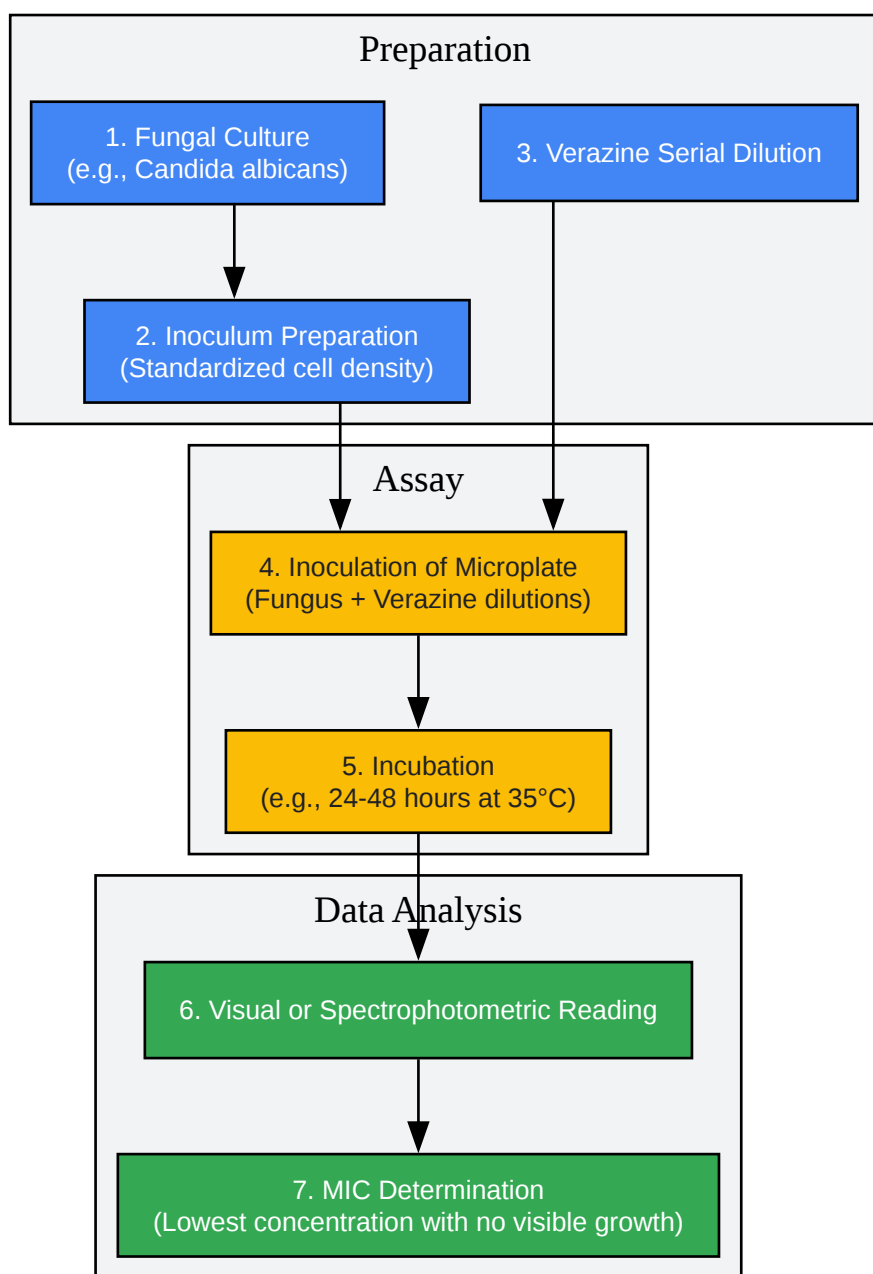 Preparation
1. Fungal Culture
(e.g., Candida albicans)
3. Verazine Serial Dilution
2. Inoculum Preparation
(Standardized cell density)
Assay
4. Inoculation of Microplate
(Fungus + Verazine dilutions)
5. Incubation
(e.g., 24-48 hours at 35°C)
Data Analysis
6. Visual or Spectrophotometric Reading
7. MIC Determination
(Lowest concentration with no visible growth)